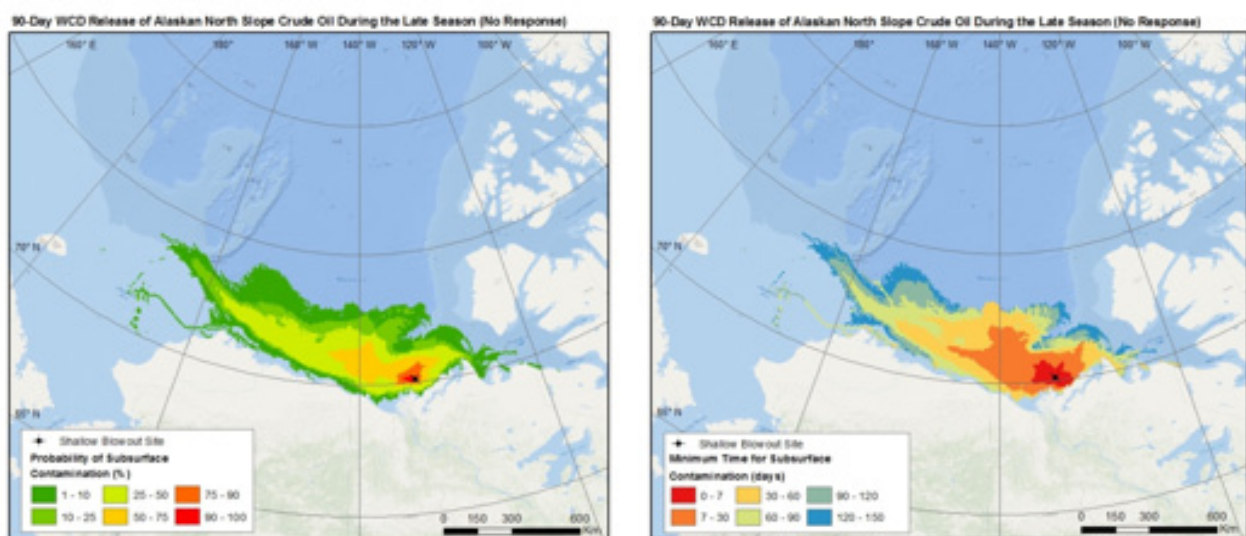 90-Day WCD Release of Alaskan North Slope Crude Oil During the Late Season (No Response)
160° E
180°
160° W
140° W
120° W
100° W
70° N
65° N
Shallow Blowout Site
Probability of Subsurface
Contamination (%)
1 - 10
25 - 50
75 - 90
10 - 25
50 - 75
90 - 100
0 150 300 600
Km
90-Day WCD Release of Alaskan North Slope Crude Oil During the Late Season (No Response)
160° E
180°
160° W
140° W
120° W
100° W
70° N
65° N
Shallow Blowout Site
Minimum Time for Subsurface
Contamination (days)
0 - 7
30 - 60
90 - 120
7 - 30
60 - 90
120 - 150
0 150 300 600
Km